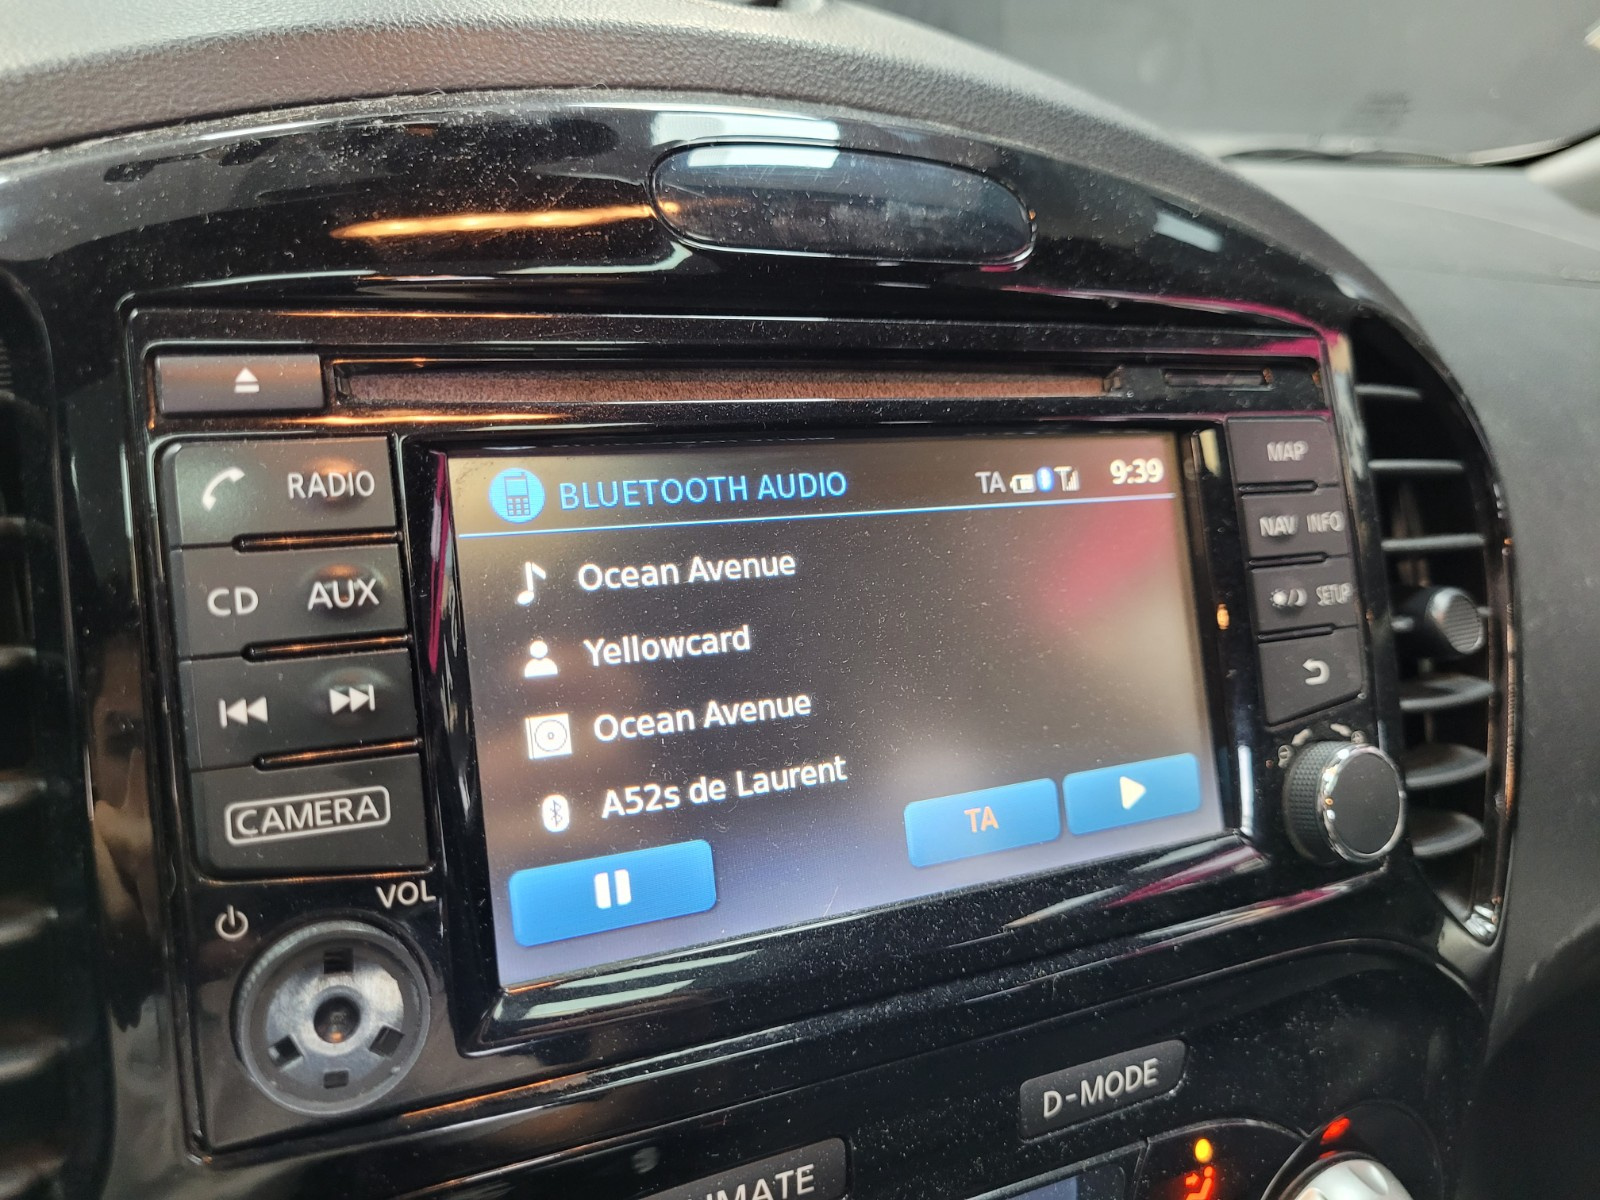 BLUETOOTH AUDIO TA 9:39
Ocean Avenue
Yellowcard
Ocean Avenue
A52s de Laurent
TA
RADIO
CD AUX
CAMERA
VOL
MAP
NAV INFO
SETUP
D-MODE
IMATE